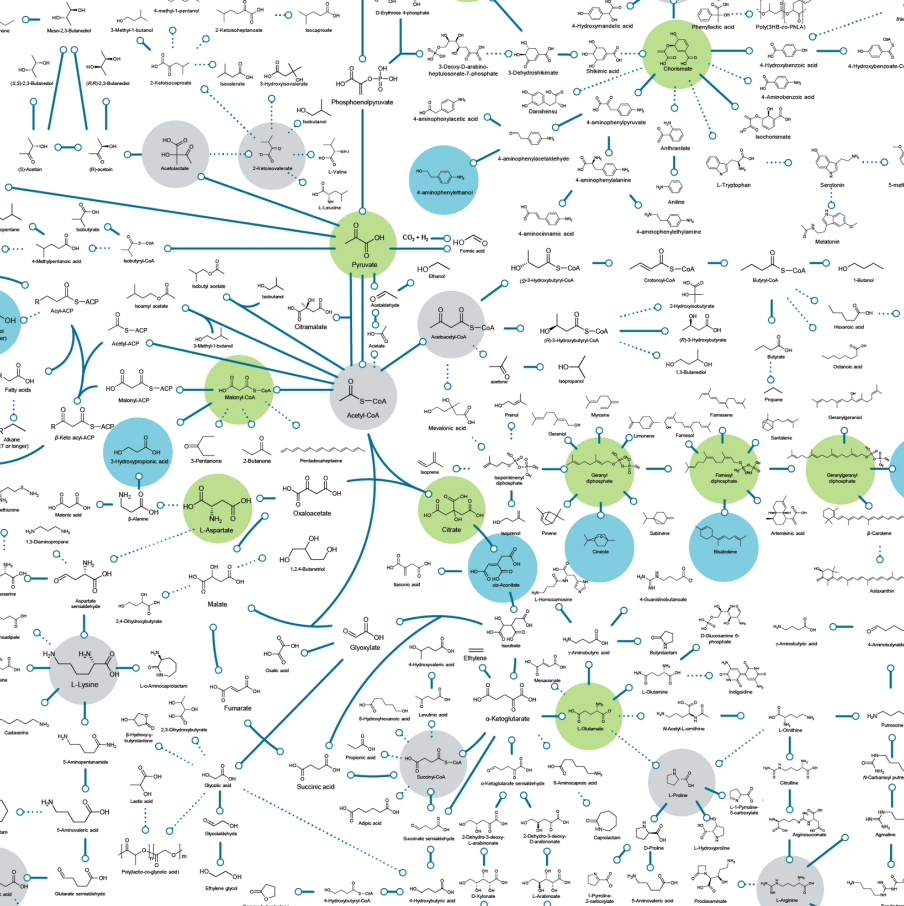 Meso-2,3-Butanediol
3-Methyl-1-butanol
4-methyl-1-pentanol
2-Ketoisoheptanoate
Isocaproate
D-Erythrose 4-phosphate
4-Hydroxymandelic acid
Phenyllactic acid
Poly(3HB-co-PhLA)
(S,S)-2,3-Butanediol
(R,R)-2,3-Butanediol
2-Ketoisocaproate
Isovalerate
3-Hydroxyisovalerate
Phosphoenolpyruvate
3-Deoxy-D-arabino-
heptulosonate-7-phosphate
3-Dehydroshikimate
Shikimic acid
Chorismate
4-Hydroxybenzoic acid
4-Hydroxybenzoate-C
4-Aminobenzoic acid
Isobutanol
4-aminophenylacetic acid
Danshensu
4-aminophenylpyruvate
Anthranilate
Isochorismate
(S)-Acetoin
(R)-acetoin
Acetolactate
2-Ketoisovalerate
L-Valine
L-Leucine
4-aminophenylacetaldehyde
4-aminophenylethanol
4-aminophenylalanine
Aniline
L-Tryptophan
Serotonin
5-meth
4-aminocinnamic acid
4-aminophenylethylamine
Melatonin
pentane
Isobutyrate
4-Methylpentanoic acid
Isobutyryl-CoA
Pyruvate
CO₂ + H₂
Formic acid
Ethanol
Isobutyl acetate
Isobutanol
Isoamyl acetate
Citramalate
Acetaldehyde
Acetate
3-Methyl-1-butanol
(S)-3-Hydroxybutyryl-CoA
Crotonoyl-CoA
Butyryl-CoA
1-Butanol
2-Hydroxyisobutyrate
Acyl-ACP
Acetyl-ACP
Acetoacetyl-CoA
(R)-3-Hydroxybutyryl-CoA
(R)-3-Hydroxybutyrate
Hexanoic acid
1,3-Butanediol
Butyrate
Octanoic acid
Fatty acids
Malonyl-ACP
Malonyl-CoA
Acetyl-CoA
acetone
Isopropanol
Propane
Alkane
β-Keto acyl-ACP
3-Hydroxypropionic acid
3-Pentanone
2-Butanone
Pentadecaheptaene
Mevalonic acid
Prenol
Geraniol
Myrcene
Limonene
Farnesol
Farnesene
Santalene
Geranylgeraniol
Isoprene
Isopentenyl
diphosphate
Geranyl
diphosphate
Farnesyl
diphosphate
Geranylgeranyl
diphosphate
Malonic acid
β-Alanine
L-Aspartate
Oxaloacetate
Citrate
Isoprenol
Pinene
Cineole
Sabinene
Bisabolene
Artemisinic acid
β-Carotene
1,3-Diaminopropane
1,2,4-Butanetriol
Itaconic acid
cis-Aconitate
Astaxanthin
Aspartate
semialdehyde
2,4-Dihydroxybutyrate
Malate
L-Homosamosine
4-Guanidinobutanoate
Oxalic acid
Glyoxylate
4-Hydroxyvaleric acid
Isocitrate
Ethylene
Mesaconate
γ-Aminobutyric acid
Butyrolactam
D-Glucosamine 6-
phosphate
γ-Aminobutyric acid
4-Aminobutyralde
L-Lysine
L-α-Aminocaprolactam
Fumarate
L-Glutamine
Indigoidine
Cadaverine
β-Hydroxy-γ-
butyrolactone
2,3-Dihydroxybutyrate
6-Hydroxyhexanoic acid
Levulinic acid
α-Ketoglutarate
L-Glutamate
N-Acetyl-L-ornithine
L-Ornithine
Putrescine
5-Aminopentanamide
Propionic acid
Succinyl-CoA
Succinic acid
α-Ketoglutarate semialdehyde
6-Aminocaproic acid
L-Proline
Citrulline
N-Carbamoyl putres
Lactic acid
Glycolic acid
L-1-Pyrroline-
5-carboxylate
5-Aminovaleric acid
Glycolaldehyde
Adipic acid
Succinate semialdehyde
2-Dehydro-3-deoxy-
L-arabinonate
2-Dehydro-3-deoxy-
D-arabinonate
Caprolactam
D-Proline
L-Hydroxyproline
Argininosuccinate
Agmatine
Poly(lactic-co-glycolic acid)
Glutarate semialdehyde
Ethylene glycol
4-Hydroxybutyryl-CoA
4-Hydroxybutyric acid
D-Xylonate
L-Arabinoate
1-Pyrroline-
2-carboxylate
5-Aminovaleric acid
Proclavaminate
L-Arginine